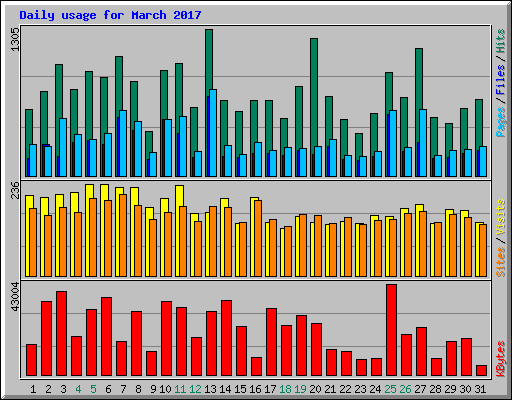 Daily usage for March 2017
1305
Pages / Files / Hits
236
Sites / Visits
43004
KBytes
1 2 3 4 5 6 7 8 9 10 11 12 13 14 15 16 17 18 19 20 21 22 23 24 25 26 27 28 29 30 31